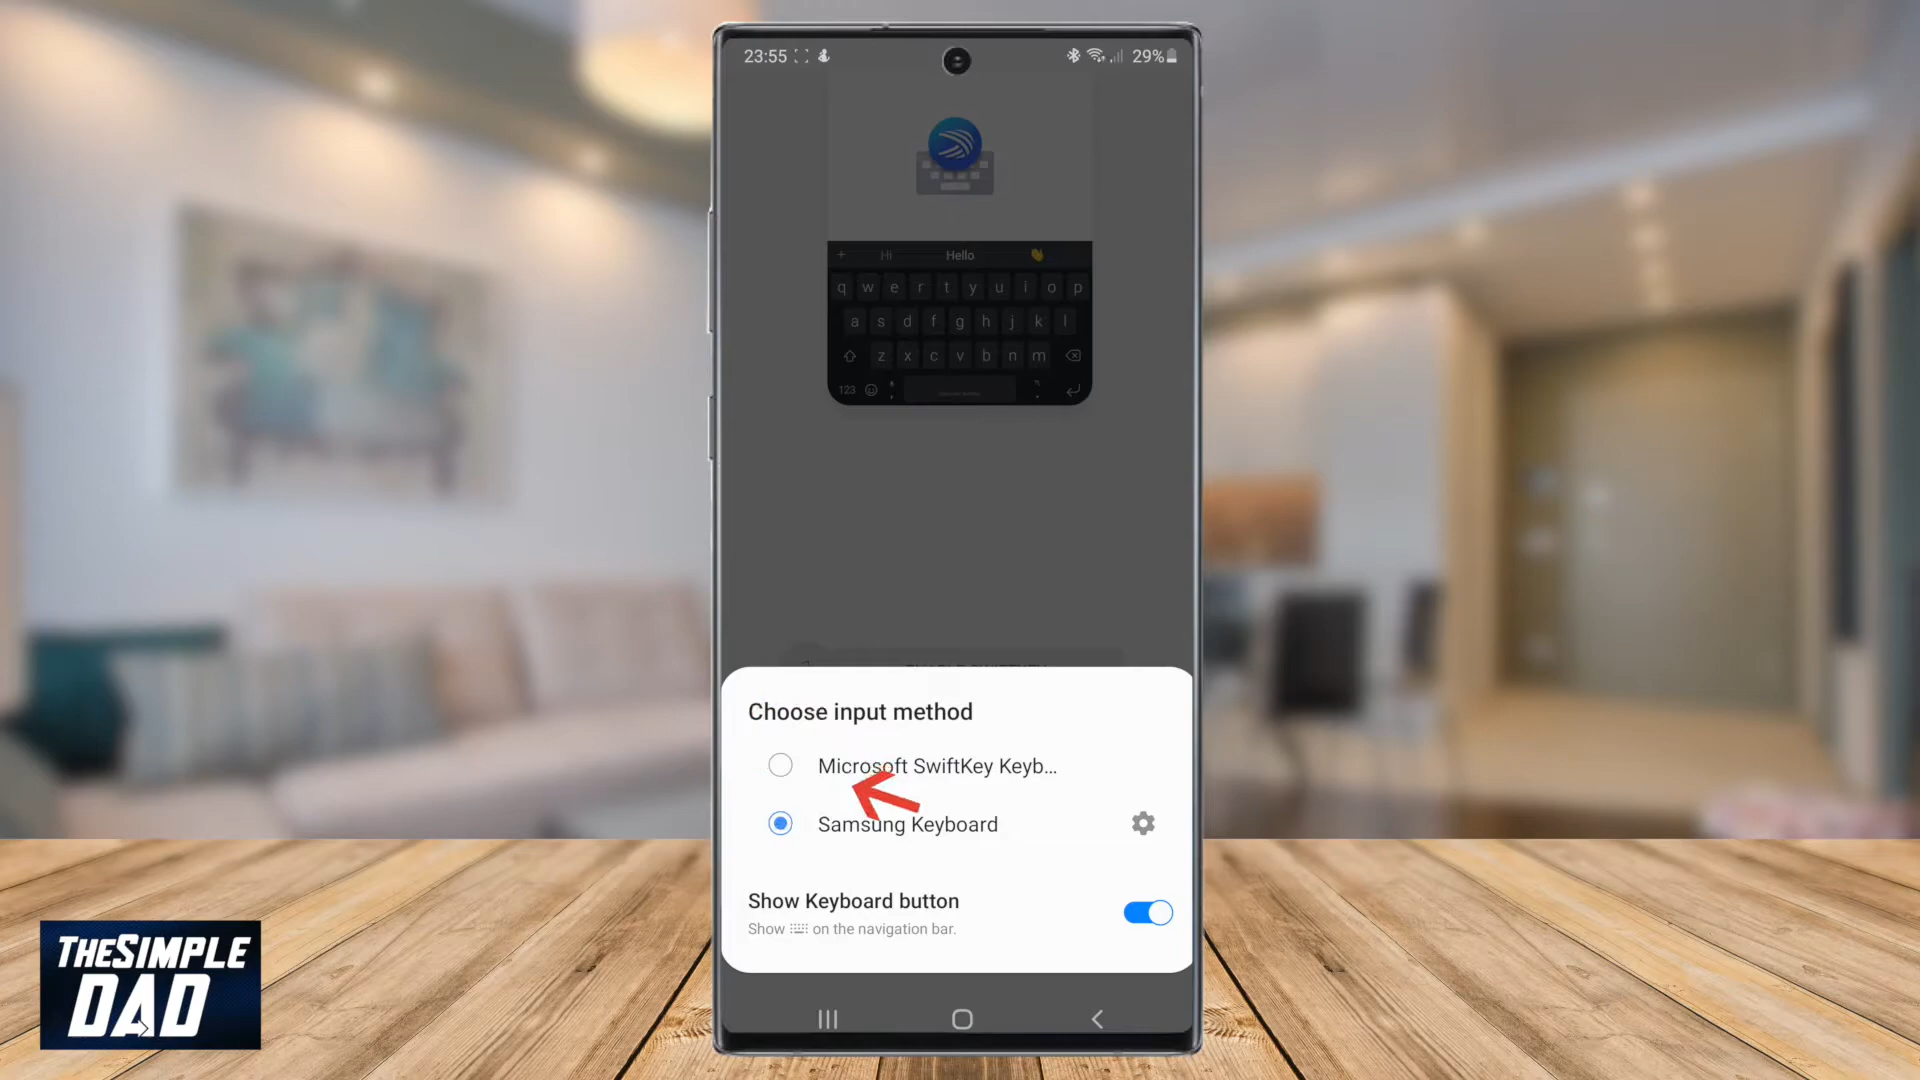 23:55
29%
Hi Hello
q w e r t y u i o p
a s d f g h j k l
z x c v b n m
123
Choose input method
Microsoft SwiftKey Keyb...
Samsung Keyboard
Show Keyboard button
Show on the navigation bar.
THESIMPLE
DAD